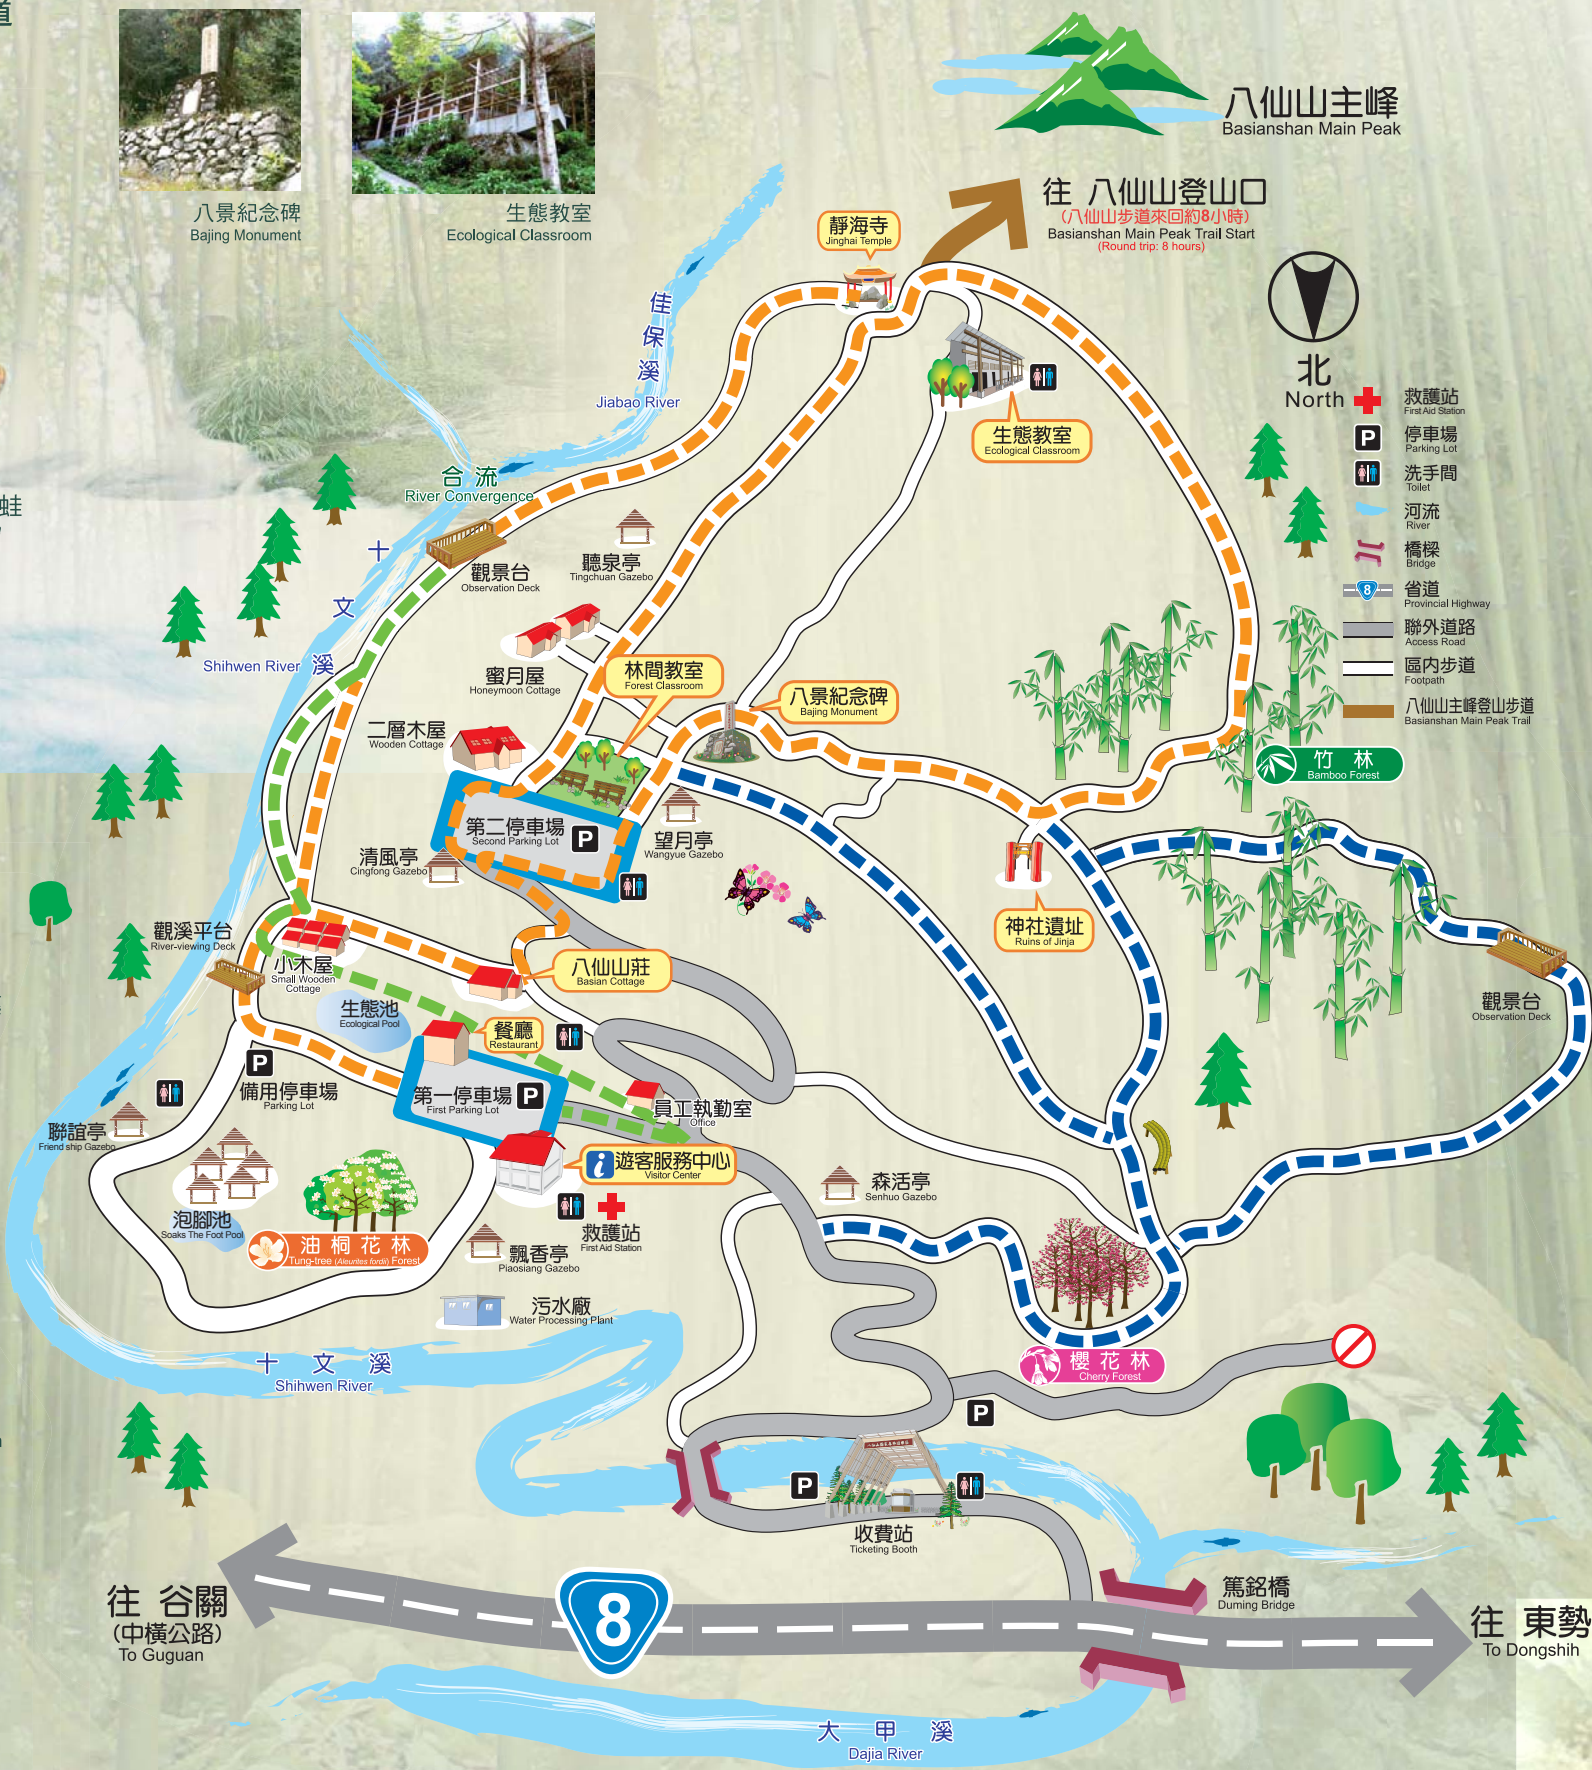 道
八景紀念碑
Bajing Monument
生態教室
Ecological Classroom
八仙山主峰
Basianshan Main Peak
往 八仙山登山口
(八仙山步道來回約8小時)
Basianshan Main Peak Trail Start
(Round trip: 8 hours)
靜海寺
Jinghai Temple
北
North
救護站
First Aid Station
P
停車場
Parking Lot
洗手間
Toilet
河流
River
橋樑
Bridge
8
省道
Provincial Highway
聯外道路
Access Road
區內步道
Footpath
八仙山主峰登山步道
Basianshan Main Peak Trail
佳保溪
Jiabao River
生態教室
Ecological Classroom
合流
River Convergence
蛙
觀景台
Observation Deck
聽泉亭
Tingchuan Gazebo
十文溪
Shihwen River
蜜月屋
Honeymoon Cottage
林間教室
Forest Classroom
八景紀念碑
Bajing Monument
二層木屋
Wooden Cottage
竹林
Bamboo Forest
第二停車場
Second Parking Lot
P
望月亭
Wangyue Gazebo
清風亭
Cingfong Gazebo
神社遺址
Ruins of Jinja
觀溪平台
River-viewing Deck
小木屋
Small Wooden
Cottage
八仙山莊
Basian Cottage
觀景台
Observation Deck
生態池
Ecological Pool
餐廳
Restaurant
P
備用停車場
Parking Lot
第一停車場
First Parking Lot
P
員工執勤室
Office
聯誼亭
Friend ship Gazebo
i
遊客服務中心
Visitor Center
森活亭
Senhuo Gazebo
泡腳池
Soaks The Foot Pool
油桐花林
Tung-tree (Aleurites fordii) Forest
救護站
First Aid Station
飄香亭
Piaosiang Gazebo
污水廠
Water Processing Plant
十文溪
Shihwen River
櫻花林
Cherry Forest
P
P
收費站
Ticketing Booth
往 谷關
(中橫公路)
To Guguan
8
篤銘橋
Duming Bridge
往 東勢
To Dongshih
大甲溪
Dajia River